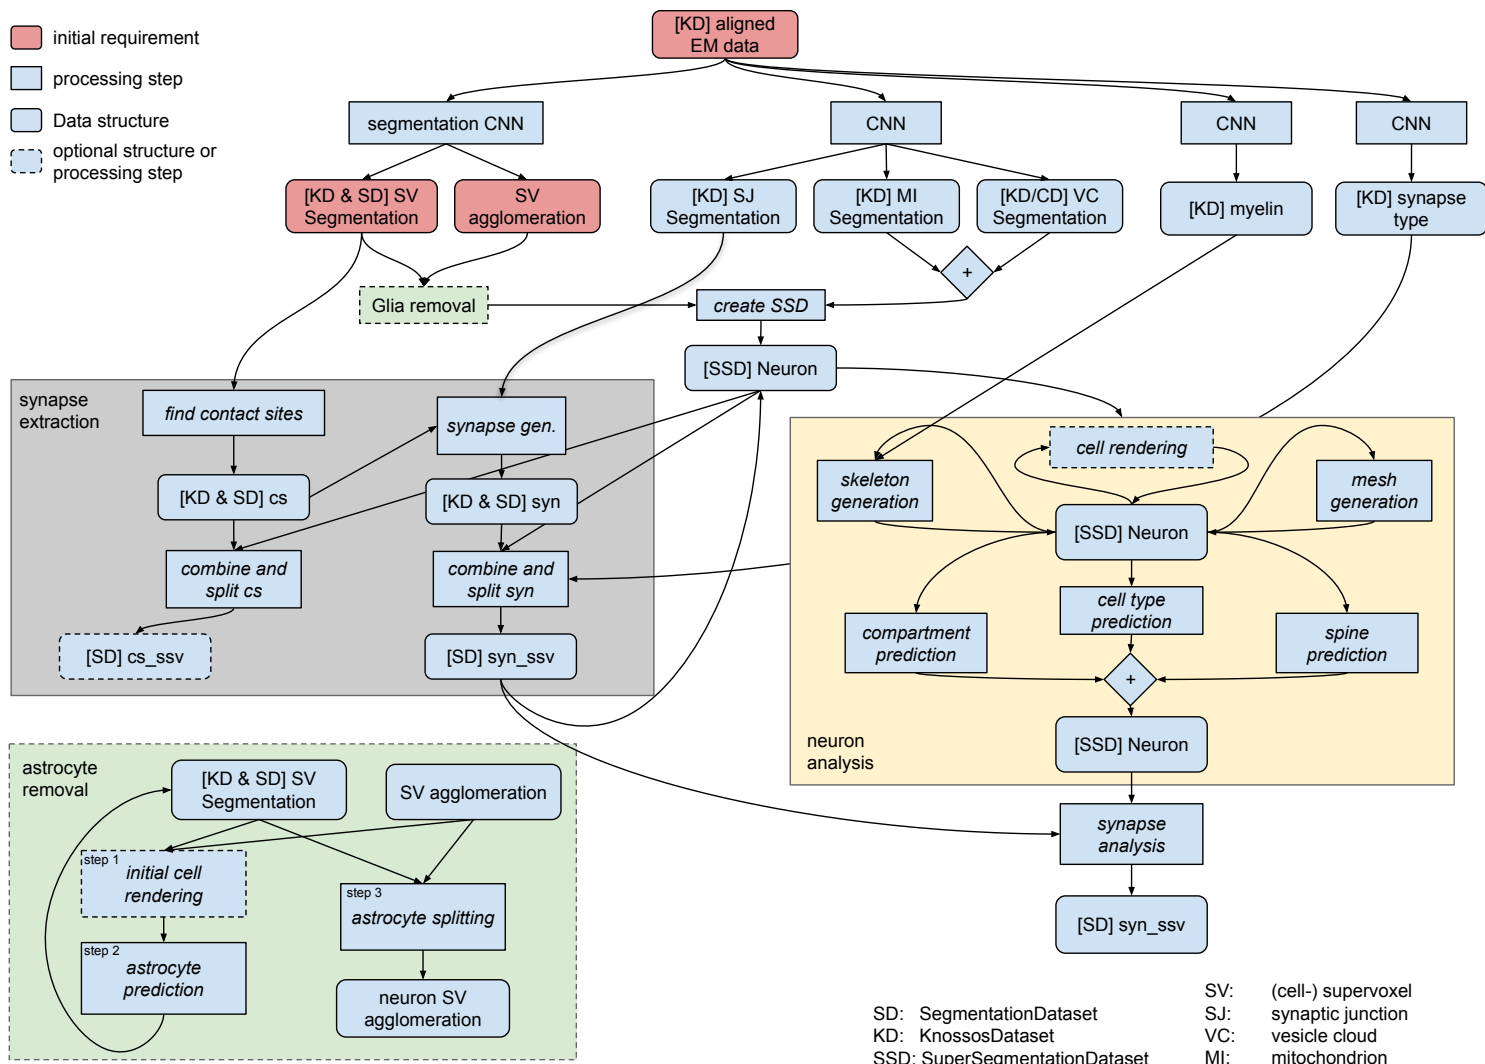 [KD] aligned
EM data
initial requirement
processing step
Data structure
optional structure or
processing step
segmentation CNN
CNN
CNN
CNN
[KD & SD] SV
Segmentation
SV
agglomeration
[KD] SJ
Segmentation
[KD] MI
Segmentation
[KD/CD] VC
Segmentation
[KD] myelin
[KD] synapse
type
+
Glia removal
create SSD
[SSD] Neuron
synapse
extraction
find contact sites
synapse gen.
[KD & SD] cs
[KD & SD] syn
combine and
split cs
combine and
split syn
[SD] cs_ssv
[SD] syn_ssv
cell rendering
skeleton
generation
mesh
generation
[SSD] Neuron
cell type
prediction
compartment
prediction
spine
prediction
+
[SSD] Neuron
neuron
analysis
synapse
analysis
[SD] syn_ssv
astrocyte
removal
[KD & SD] SV
Segmentation
SV agglomeration
step 1
initial cell
rendering
step 2
astrocyte
prediction
step 3
astrocyte splitting
neuron SV
agglomeration
SD: SegmentationDataset
KD: KnossosDataset
SSD: SuperSegmentationDataset
SV: (cell-) supervoxel
SJ: synaptic junction
VC: vesicle cloud
MI: mitochondrion